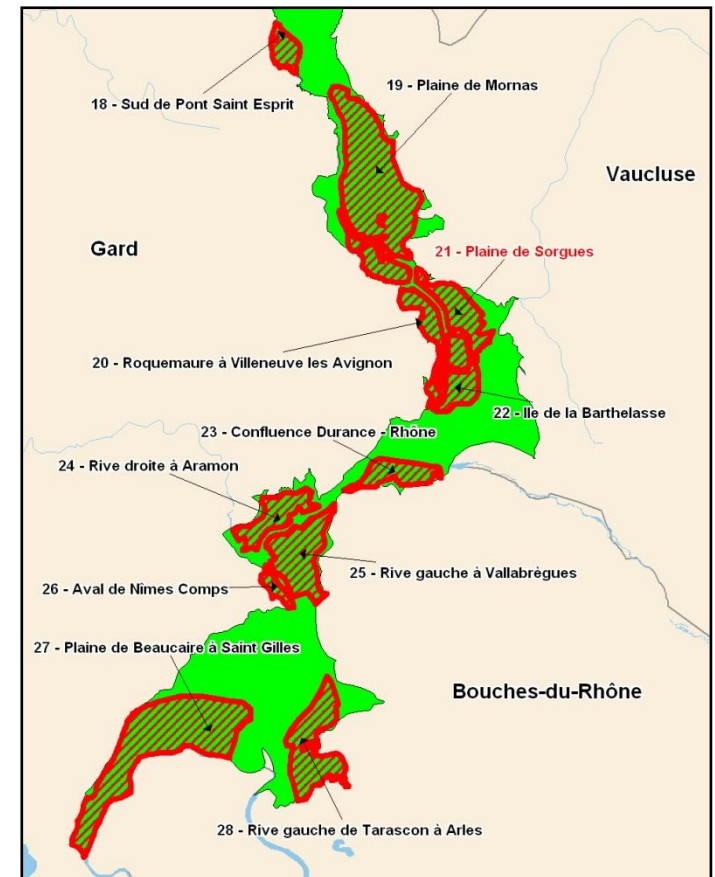 18 - Sud de Pont Saint Esprit
19 - Plaine de Mornas
Vaucluse
Gard
21 - Plaine de Sorgues
20 - Roquemaure à Villeneuve les Avignon
22 - Ile de la Barthelasse
23 - Confluence Durance - Rhône
24 - Rive droite à Aramon
25 - Rive gauche à Vallabrègues
26 - Aval de Nîmes Comps
27 - Plaine de Beaucaire à Saint Gilles
Bouches-du-Rhône
28 - Rive gauche de Tarascon à Arles